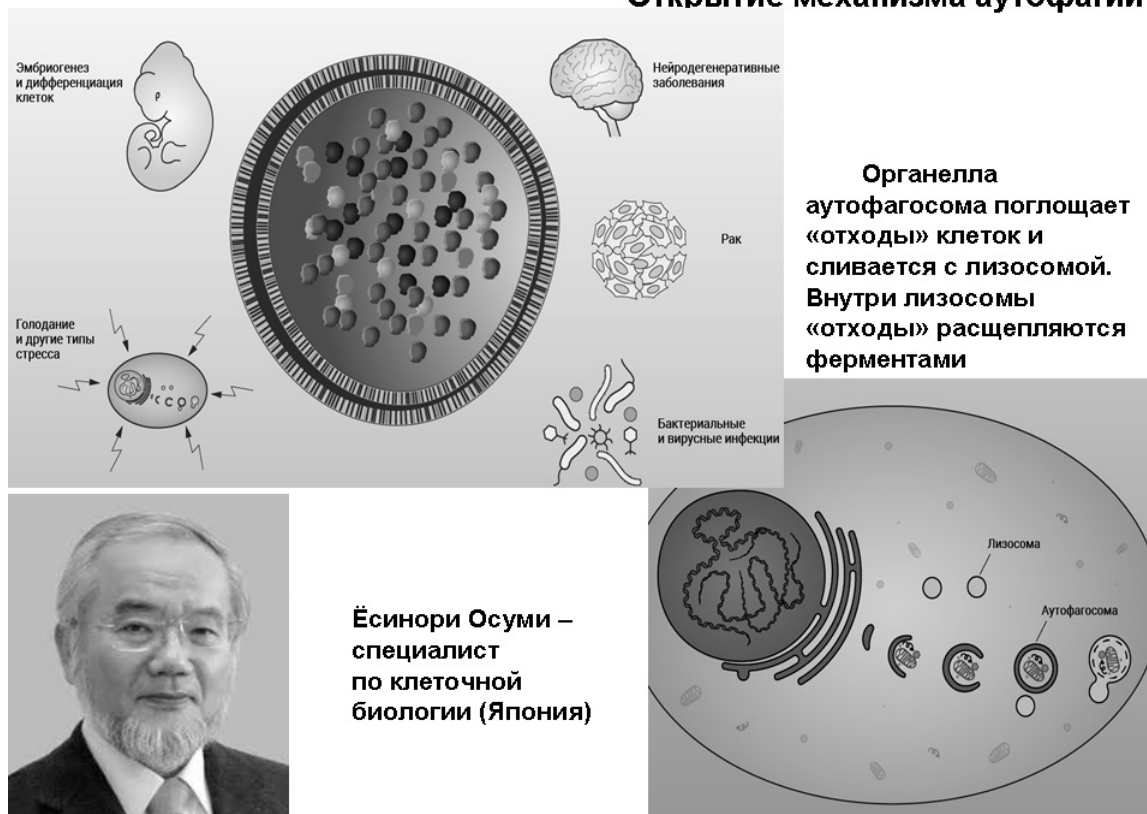 Открытие механизма аутофагии
Эмбриогенез
и дифференциация
клеток
Нейродегенеративные
заболевания
Органелла
аутофагосома поглощает
«отходы» клеток и
сливается с лизосомой.
Внутри лизосомы
«отходы» расщепляются
ферментами
Рак
Голодание
и другие типы
стресса
Бактериальные
и вирусные инфекции
Лизосома
Аутофагосома
Ёсинори Осуми –
специалист
по клеточной
биологии (Япония)